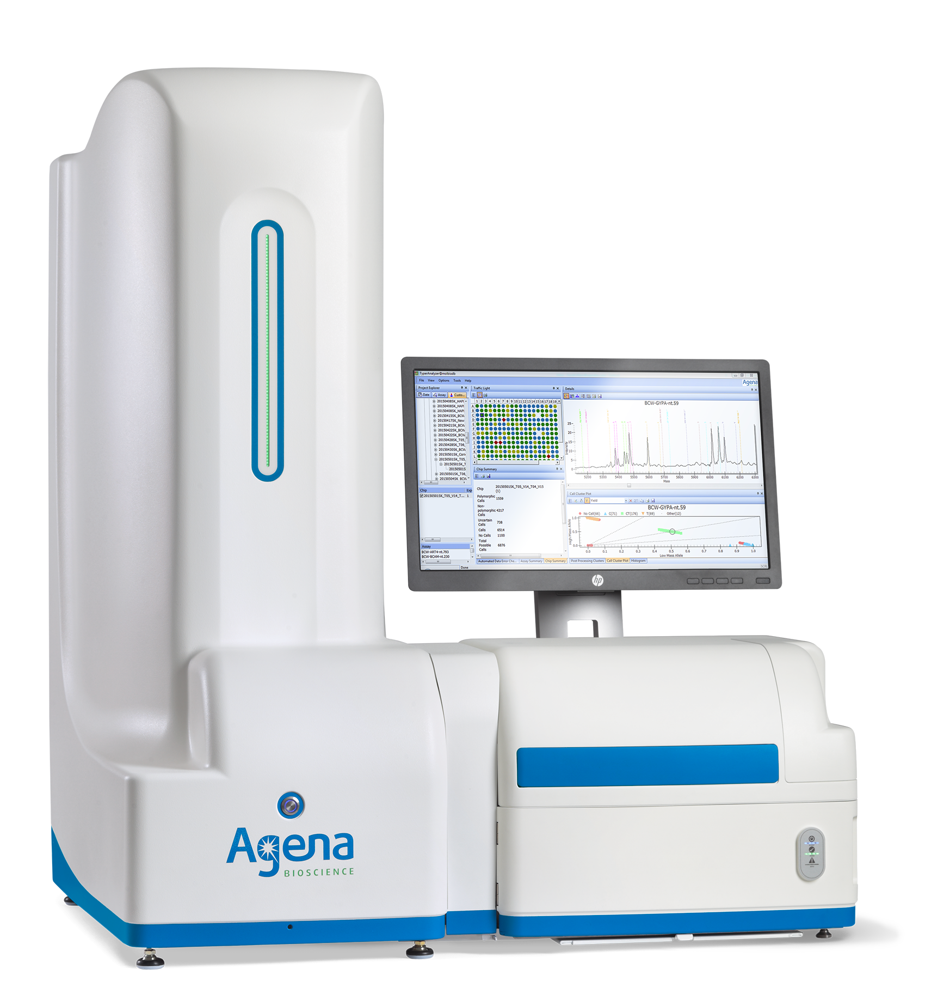 TyperAnalyzer@molbiodb
File View Options Tools Help
Agena
Project Explorer
Date Assay Custo...
20150408SK_HAPI
20150408SK_HAPI
20150408SK_HAPI
20150415SK_BCW
20150417SK_New
20150421SK_BCW
20150422SK_BCW
20150422SK_BCW
20150428SK_T05_
20150428SK_T06_
20150430SK_BCW
20150501SK_Cori
20150501SK_T05_
20150501SK_T
20150501S
20150501SK_T06_
20150504SK_BCW
Chip Exp
20150501SK_T05_V14_T... 1
Assay
BCW-ART4-nt.793
BCW-BCAM-nt.230
Done
Traffic Light
1 2 3 4 5 6 7 8 9 10 11 12 13 14 15 16 17 18 19
A
B
C
D
E
F
G
H
I
J
K
L
Chip Summary
Chip 20150501SK_T05_V14_T04_V15
(1)
Polymorphic
Calls 1559
Non-
polymorphic 4217
Calls
Uncertain
Calls 738
Calls 6514
No Calls 1100
Total
Possible 6876
Calls
Automated Data Error Che... Assay Summary Chip Summary
Details
BCW-GYPA-nt.59
Intensity
25
20
15
10
5
0
5200 5300 5400 5500 5600 5700 5800 5900 6000 6100 6200 6300
Mass
Call Cluster Plot
Yield
BCW-GYPA-nt.59
No Call(66) C(71) CT(176) T(69) Other(12)
High Mass Allele
1.0
0.5
0.0
0.0 0.1 0.2 0.3 0.4 0.5 0.6 0.7 0.8 0.9 1.0
Low Mass Allele
Post Processing Clusters Call Cluster Plot Histogram
SCRL
hp
Agena
BIOSCIENCE